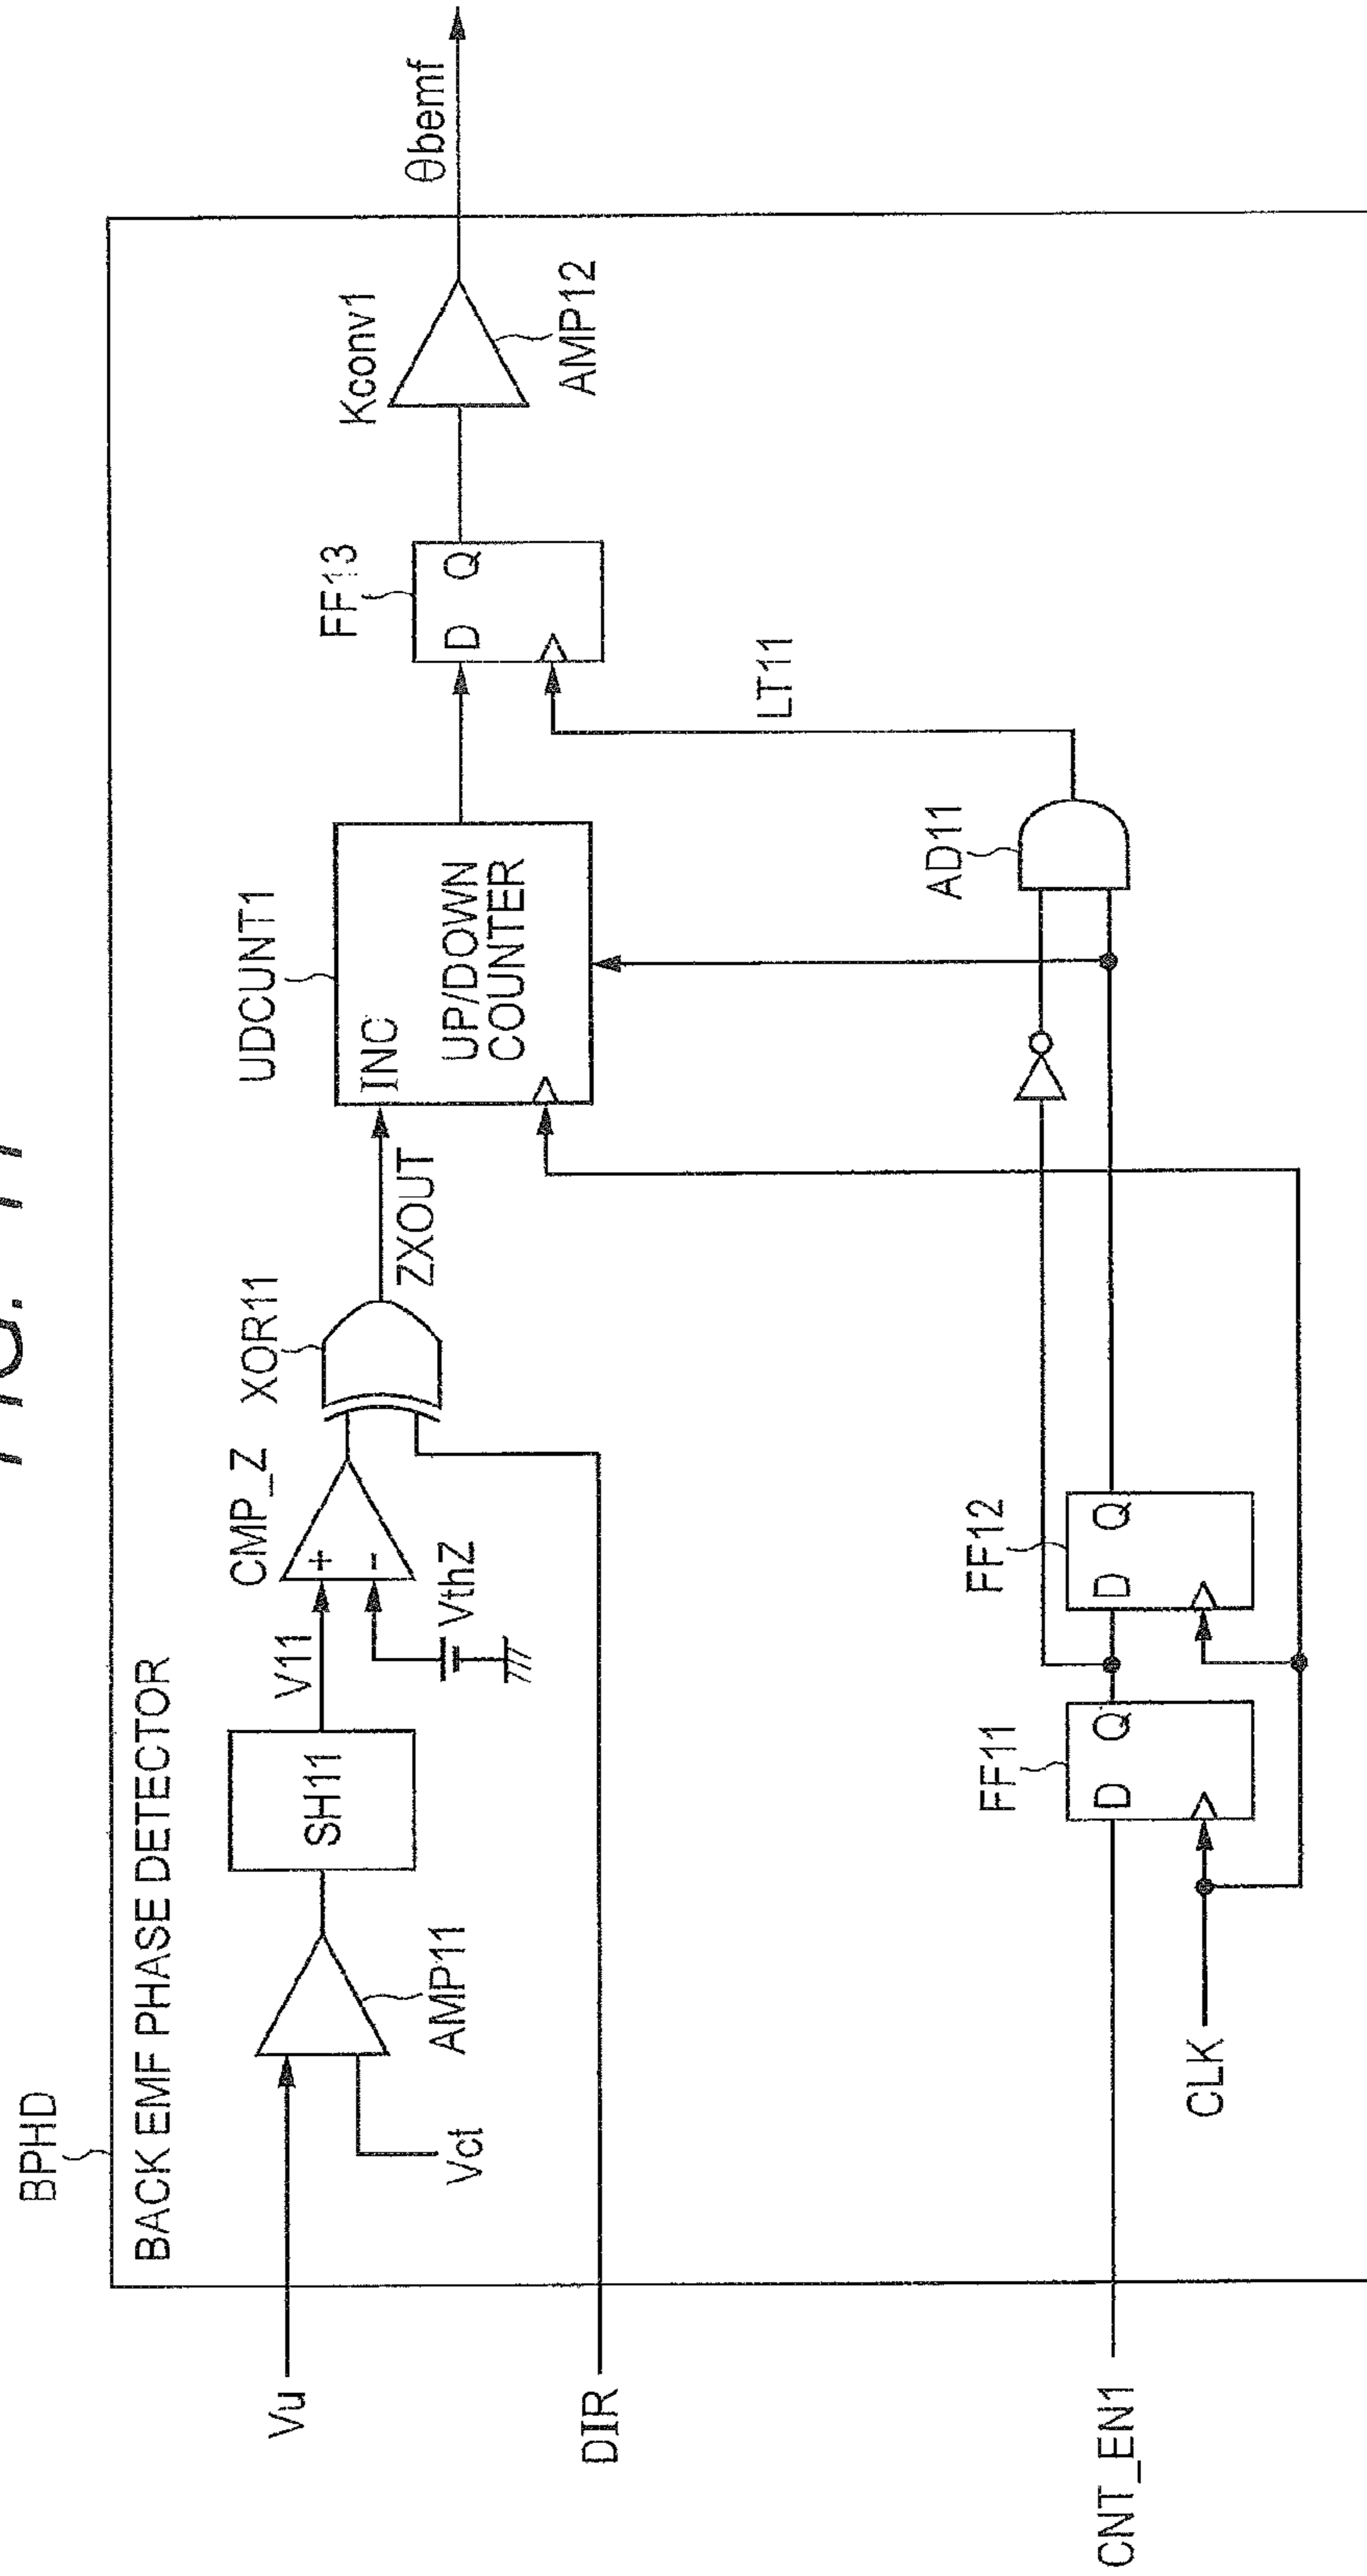 FIG. 11
BPHD
BACK EMF PHASE DETECTOR
Vu
Vct
AMP11
SH11
V11
CMP_Z
+
-
VthZ
XOR11
ZXOUT
DIR
UDCUNT1
INC
UP/DOWN
COUNTER
FF13
D Q
Kconv1
AMP12
θbemf
LT11
AD11
CNT_EN1
CLK
FF11
D Q
FF12
D Q